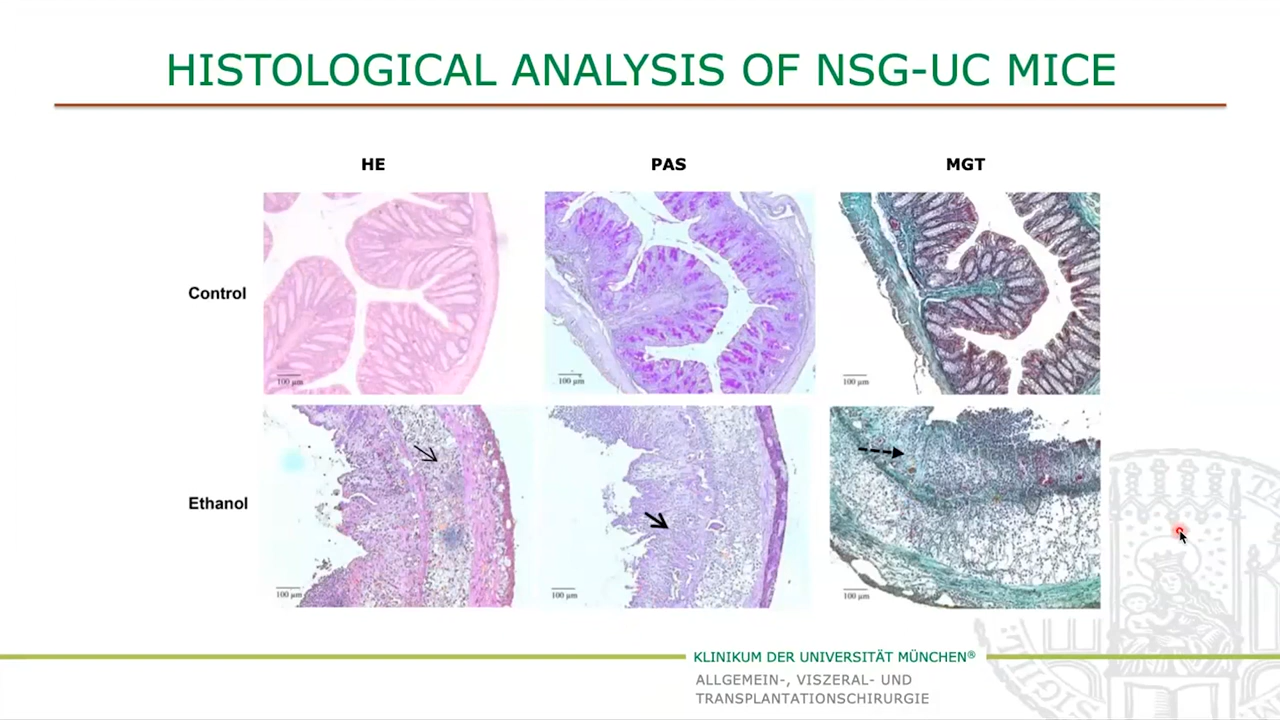 HISTOLOGICAL ANALYSIS OF NSG-UC MICE
HE
PAS
MGT
Control
100 µm
100 µm
100 µm
Ethanol
100 µm
100 µm
100 µm
KLINIKUM DER UNIVERSITÄT MÜNCHEN®
ALLGEMEIN-, VISZERAL- UND
TRANSPLANTATIONSCHIRURGIE